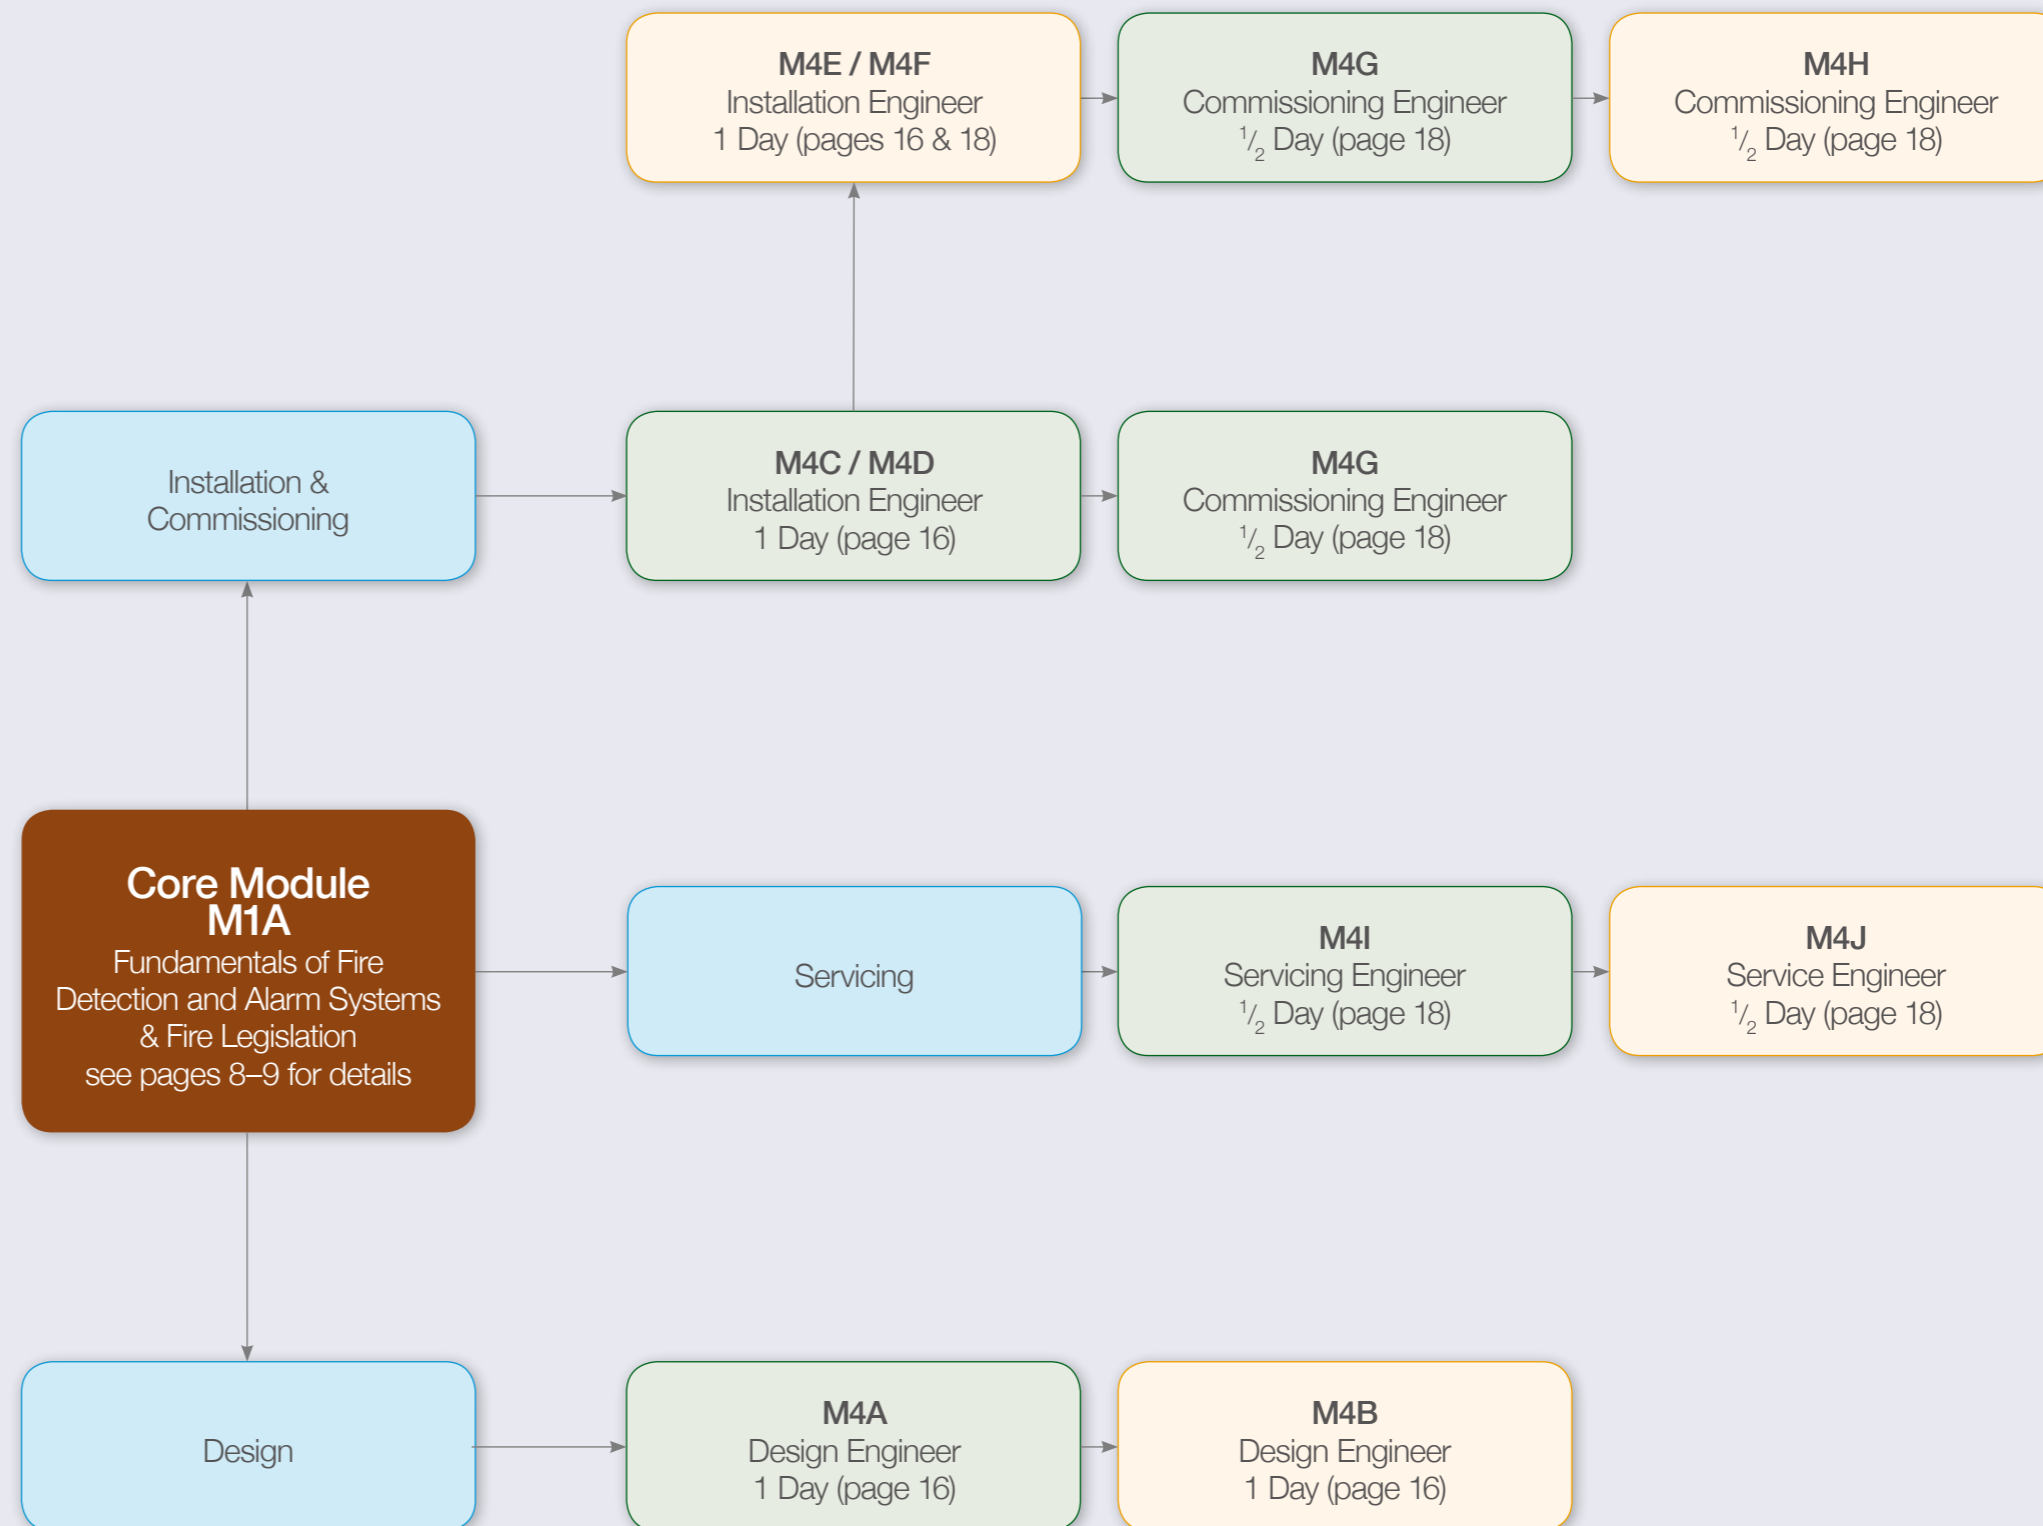 M4E / M4F
Installation Engineer
1 Day (pages 16 & 18)
M4G
Commissioning Engineer
1/2 Day (page 18)
M4H
Commissioning Engineer
1/2 Day (page 18)
Installation &
Commissioning
M4C / M4D
Installation Engineer
1 Day (page 16)
M4G
Commissioning Engineer
1/2 Day (page 18)
Core Module
M1A
Fundamentals of Fire
Detection and Alarm Systems
& Fire Legislation
see pages 8–9 for details
Servicing
M4I
Servicing Engineer
1/2 Day (page 18)
M4J
Service Engineer
1/2 Day (page 18)
Design
M4A
Design Engineer
1 Day (page 16)
M4B
Design Engineer
1 Day (page 16)